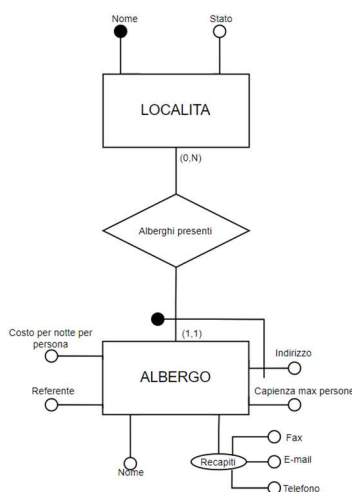 Nome
Stato
LOCALITA
(0,N)
Alberghi presenti
(1,1)
Costo per notte per
persona
Indirizzo
ALBERGO
Referente
Capienza max persone
Nome
Recapiti
Fax
E-mail
Telefono